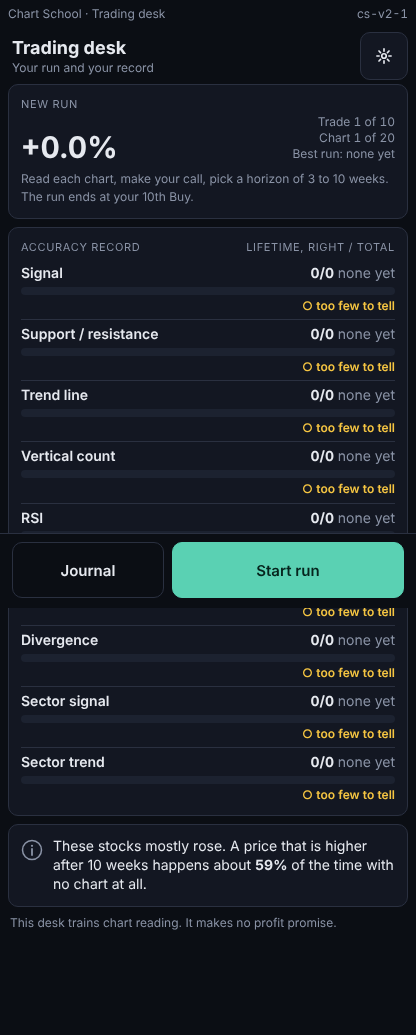 Chart School · Trading desk
cs-v2-1
Trading desk
Your run and your record
NEW RUN
+0.0%
Trade 1 of 10
Chart 1 of 20
Best run: none yet
Read each chart, make your call, pick a horizon of 3 to 10 weeks.
The run ends at your 10th Buy.
ACCURACY RECORD
LIFETIME, RIGHT / TOTAL
Signal
0/0 none yet
too few to tell
Support / resistance
0/0 none yet
too few to tell
Trend line
0/0 none yet
too few to tell
Vertical count
0/0 none yet
too few to tell
RSI
0/0 none yet
Journal
Start run
too few to tell
Divergence
0/0 none yet
too few to tell
Sector signal
0/0 none yet
too few to tell
Sector trend
0/0 none yet
too few to tell
These stocks mostly rose. A price that is higher
after 10 weeks happens about 59% of the time with
no chart at all.
This desk trains chart reading. It makes no profit promise.